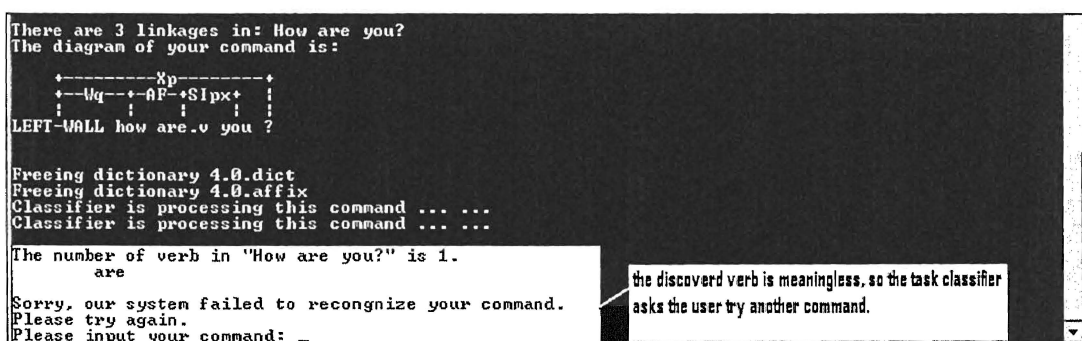 There are 3 linkages in: How are you?
The diagram of your command is:
+---------Xp--------+
+--Wq--+-AF-+SIpx+ |
| | | | |
LEFT-WALL how are.v you ?
Freeing dictionary 4.0.dict
Freeing dictionary 4.0.affix
Classifier is processing this command ... ...
Classifier is processing this command ... ...
The number of verb in "How are you?" is 1.
are
Sorry, our system failed to recongnize your command.
Please try again.
Please input your command: _
the discoverd verb is meaningless, so the task classifier
asks the user try another command.